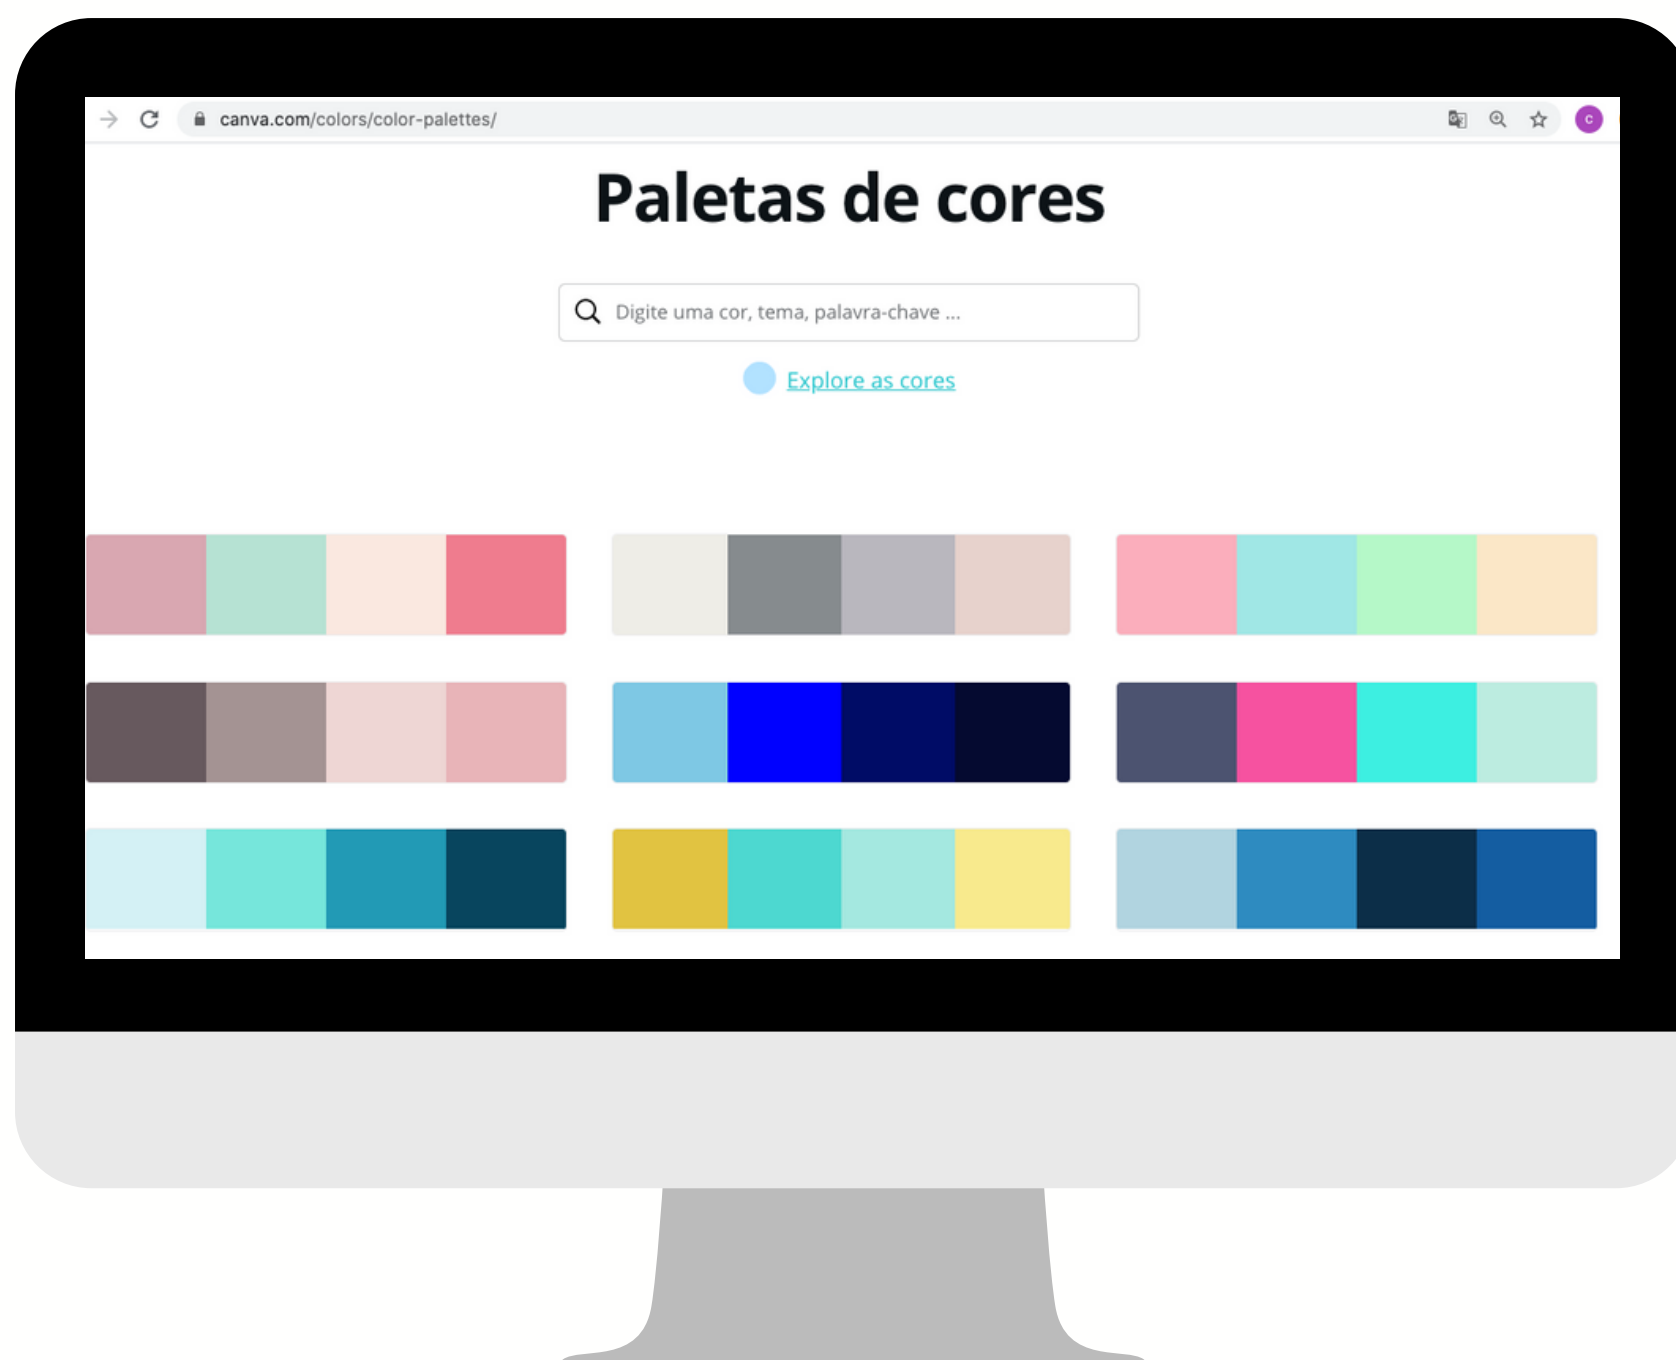 canva.com/colors/color-palettes/
C
Paletas de cores
Digite uma cor, tema, palavra-chave ...
Explore as cores